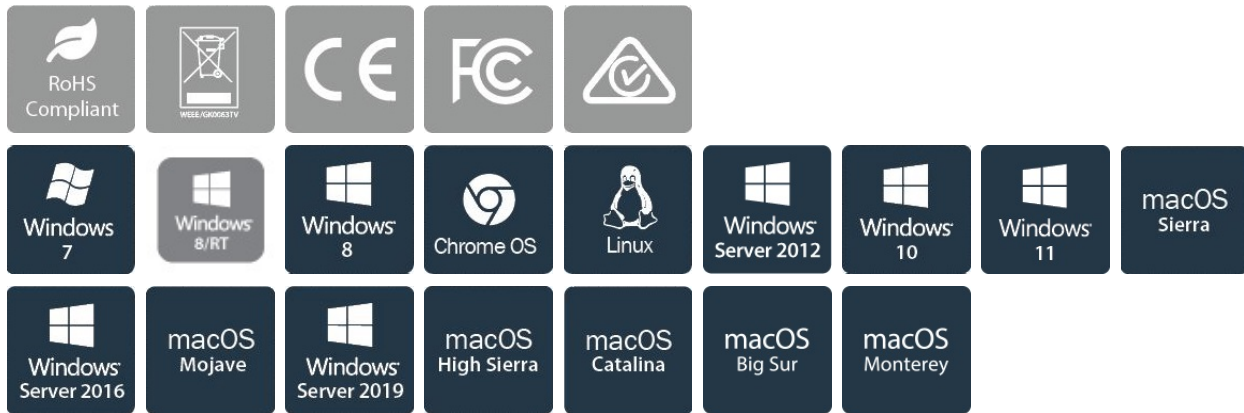 RoHS
Compliant
WEEE/GK0083TV
CE
FC
Windows
7
Windows
8/RT
Windows
8
Chrome OS
Linux
Windows
Server 2012
Windows
10
Windows
11
macOS
Sierra
Windows
Server 2016
macOS
Mojave
Windows
Server 2019
macOS
High Sierra
macOS
Catalina
macOS
Big Sur
macOS
Monterey